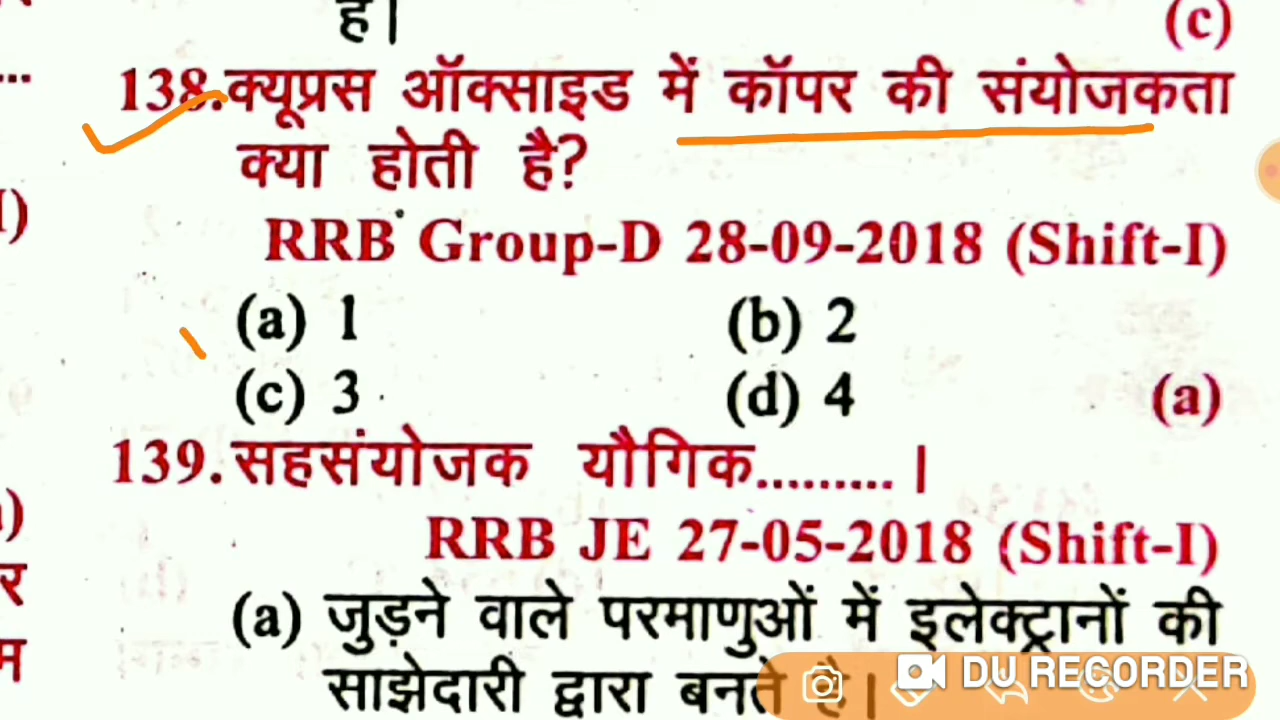 है।
(c)
138. क्यूप्रस ऑक्साइड में कॉपर की संयोजकता
क्या होती है?
RRB Group-D 28-09-2018 (Shift-I)
(a) 1 (b) 2
(c) 3 (d) 4 (a)
139. सहसंयोजक यौगिक......... ।
RRB JE 27-05-2018 (Shift-I)
(a) जुड़ने वाले परमाणुओं में इलेक्ट्रानों की
साझेदारी द्वारा बनते है।
DU RECORDER